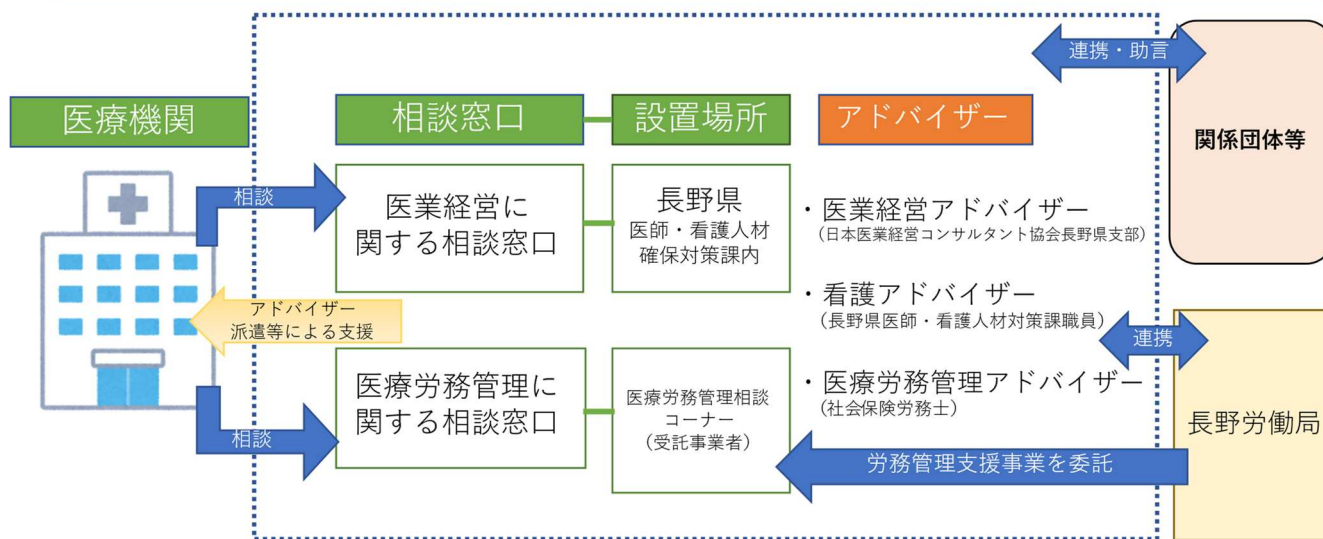 連携・助言
医療機関
相談窓口
設置場所
アドバイザー
関係団体等
相談
医業経営に
関する相談窓口
長野県
医師・看護人材
確保対策課内
・医業経営アドバイザー
(日本医業経営コンサルタント協会長野県支部)
アドバイザー
派遣等による支援
・看護アドバイザー
(長野県医師・看護人材対策課職員)
連携
医療労務管理に
関する相談窓口
医療労務管理相談
コーナー
(受託事業者)
・医療労務管理アドバイザー
(社会保険労務士)
相談
労務管理支援事業を委託
長野労働局